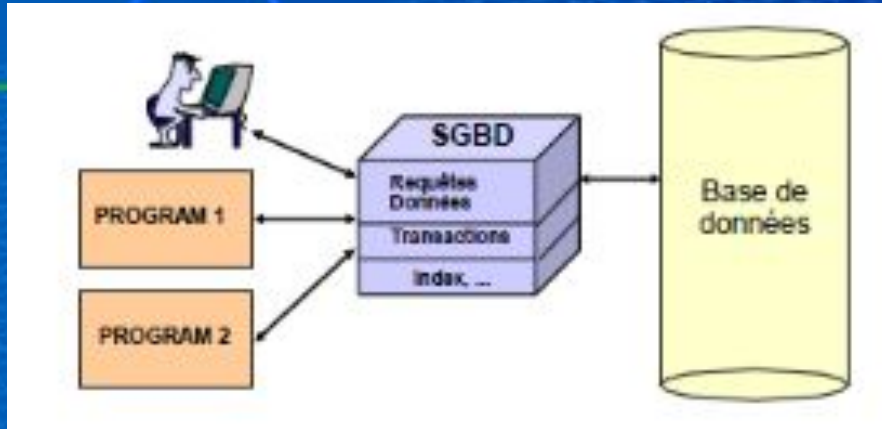 SGBD
Requêtes
Données
Transactions
Index, ...
PROGRAM 1
PROGRAM 2
Base de
données